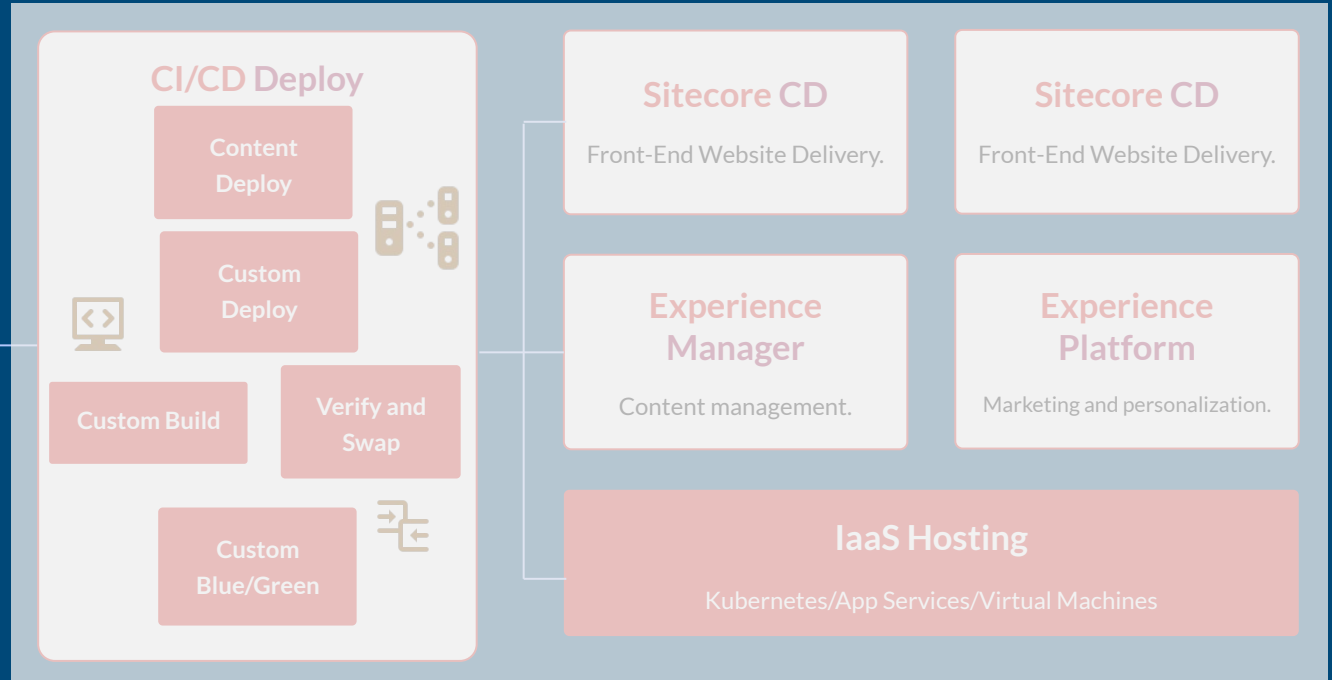 CI/CD Deploy
Content
Deploy
Custom
Deploy
Custom Build
Verify and
Swap
Custom
Blue/Green
Sitecore CD
Front-End Website Delivery.
Sitecore CD
Front-End Website Delivery.
Experience
Manager
Content management.
Experience
Platform
Marketing and personalization.
IaaS Hosting
Kubernetes/App Services/Virtual Machines